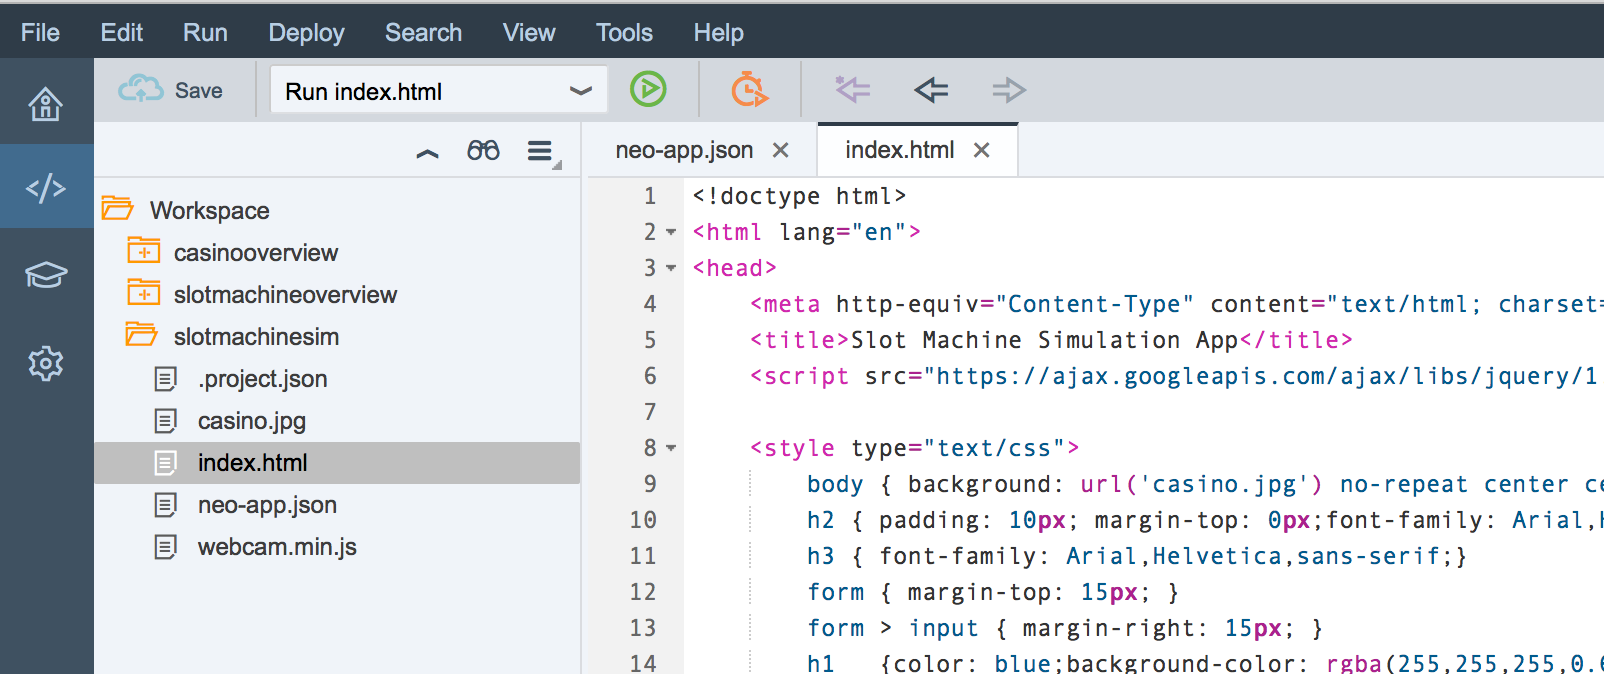 File Edit Run Deploy Search View Tools Help
Save Run index.html
neo-app.json index.html
Workspace
casinooverview
slotmachineoverview
slotmachinesim
.project.json
casino.jpg
index.html
neo-app.json
webcam.min.js
1 <!doctype html>
2 <html lang="en">
3 <head>
4 <meta http-equiv="Content-Type" content="text/html; charset=
5 <title>Slot Machine Simulation App</title>
6 <script src="https://ajax.googleapis.com/ajax/libs/jquery/1
7
8 <style type="text/css">
9 body { background: url('casino.jpg') no-repeat center ce
10 h2 { padding: 10px; margin-top: 0px;font-family: Arial,H
11 h3 { font-family: Arial,Helvetica,sans-serif;}
12 form { margin-top: 15px; }
13 form > input { margin-right: 15px; }
14 h1 {color: blue;background-color: rgba(255,255,255,0.6